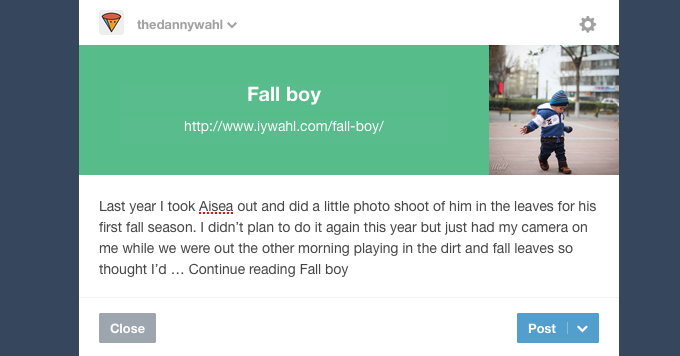 thedannywahl
Fall boy
http://www.iywahl.com/fall-boy/
Last year I took Aisea out and did a little photo shoot of him in the leaves for his
first fall season. I didn’t plan to do it again this year but just had my camera on
me while we were out the other morning playing in the dirt and fall leaves so
thought I’d … Continue reading Fall boy
Close
Post